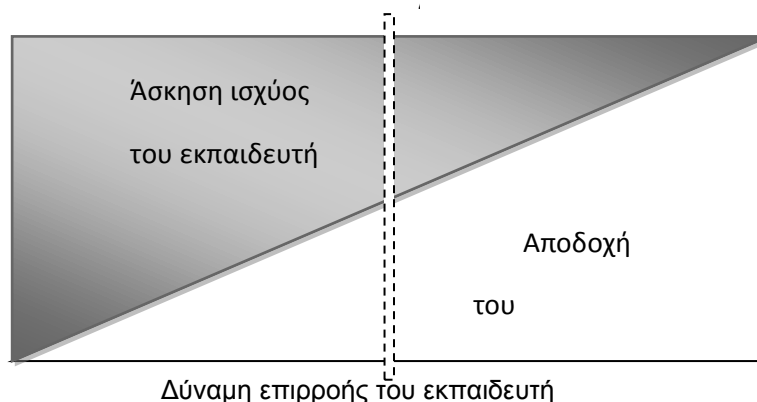 Άσκηση ισχύος
του εκπαιδευτή
Αποδοχή
του
Δύναμη επιρροής του εκπαιδευτή